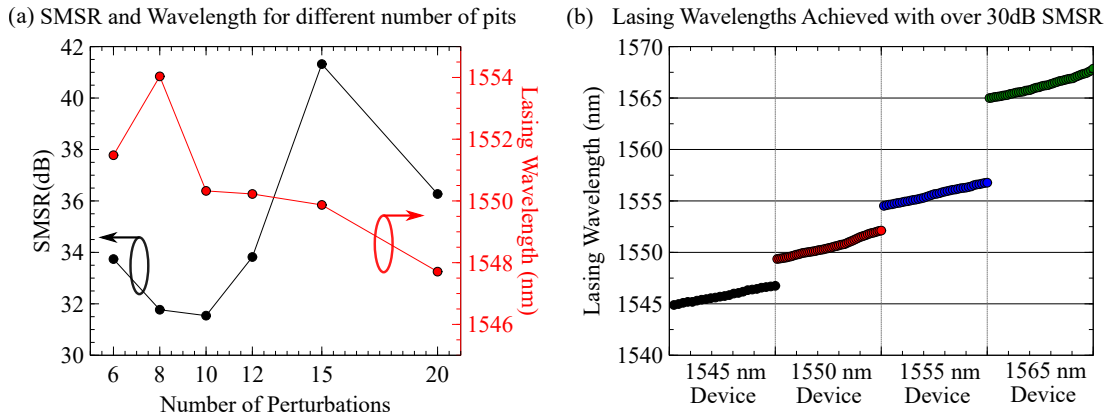 (a) SMSR and Wavelength for different number of pits
42
40
38
36
34
32
30
SMSR(dB)
6 8 10 12 15 20
Number of Perturbations
1554
1552
1550
1548
1546
Lasing Wavelength (nm)
(b) Lasing Wavelengths Achieved with over 30dB SMSR
1570
1565
1560
1555
1550
1545
1540
Lasing Wavelength (nm)
1545 nm 1550 nm 1555 nm 1565 nm
Device Device Device Device